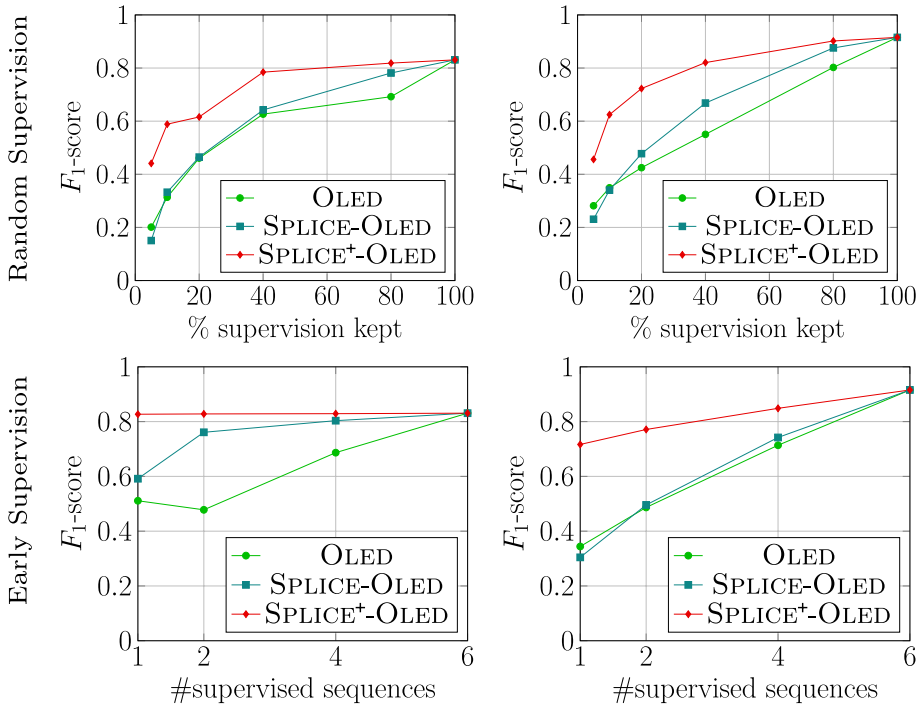 Random Supervision
1
0.8
0.6
0.4
0.2
0
F1-score
OLED
SPLICE-OLED
SPLICE+-OLED
0 20 40 60 80 100
% supervision kept
1
0.8
0.6
0.4
0.2
0
F1-score
OLED
SPLICE-OLED
SPLICE+-OLED
0 20 40 60 80 100
% supervision kept
Early Supervision
1
0.8
0.6
0.4
0.2
0
F1-score
OLED
SPLICE-OLED
SPLICE+-OLED
1 2 4 6
#supervised sequences
1
0.8
0.6
0.4
0.2
0
F1-score
OLED
SPLICE-OLED
SPLICE+-OLED
1 2 4 6
#supervised sequences